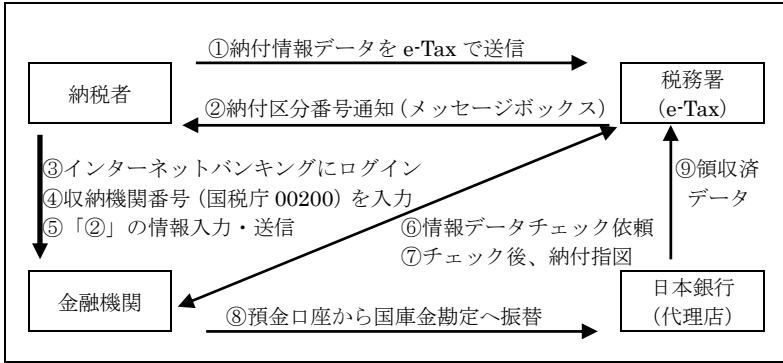 ①納付情報データを e-Tax で送信
納税者
税務署
(e-Tax)
②納付区分番号通知(メッセージボックス)
③インターネットバンキングにログイン
④収納機関番号(国税庁 00200)を入力
⑤「②」の情報入力・送信
⑨領収済
データ
⑥情報データチェック依頼
⑦チェック後、納付指図
金融機関
日本銀行
(代理店)
⑧預金口座から国庫金勘定へ振替